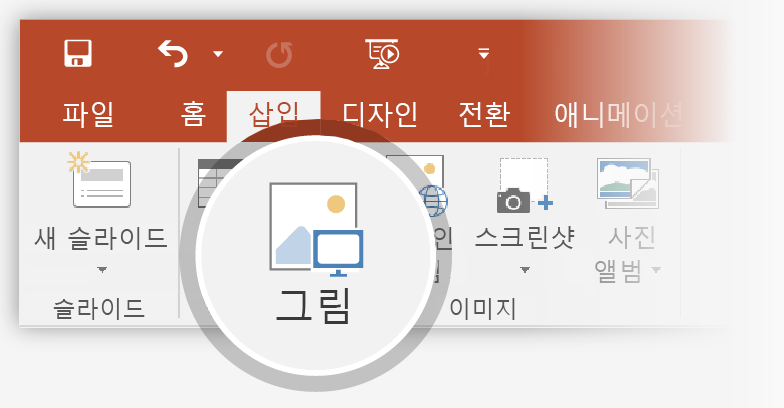 파일 홈 삽입 디자인 전환 애니메이션
새 슬라이드 그림 스크린샷 사진 앨범
슬라이드 이미지